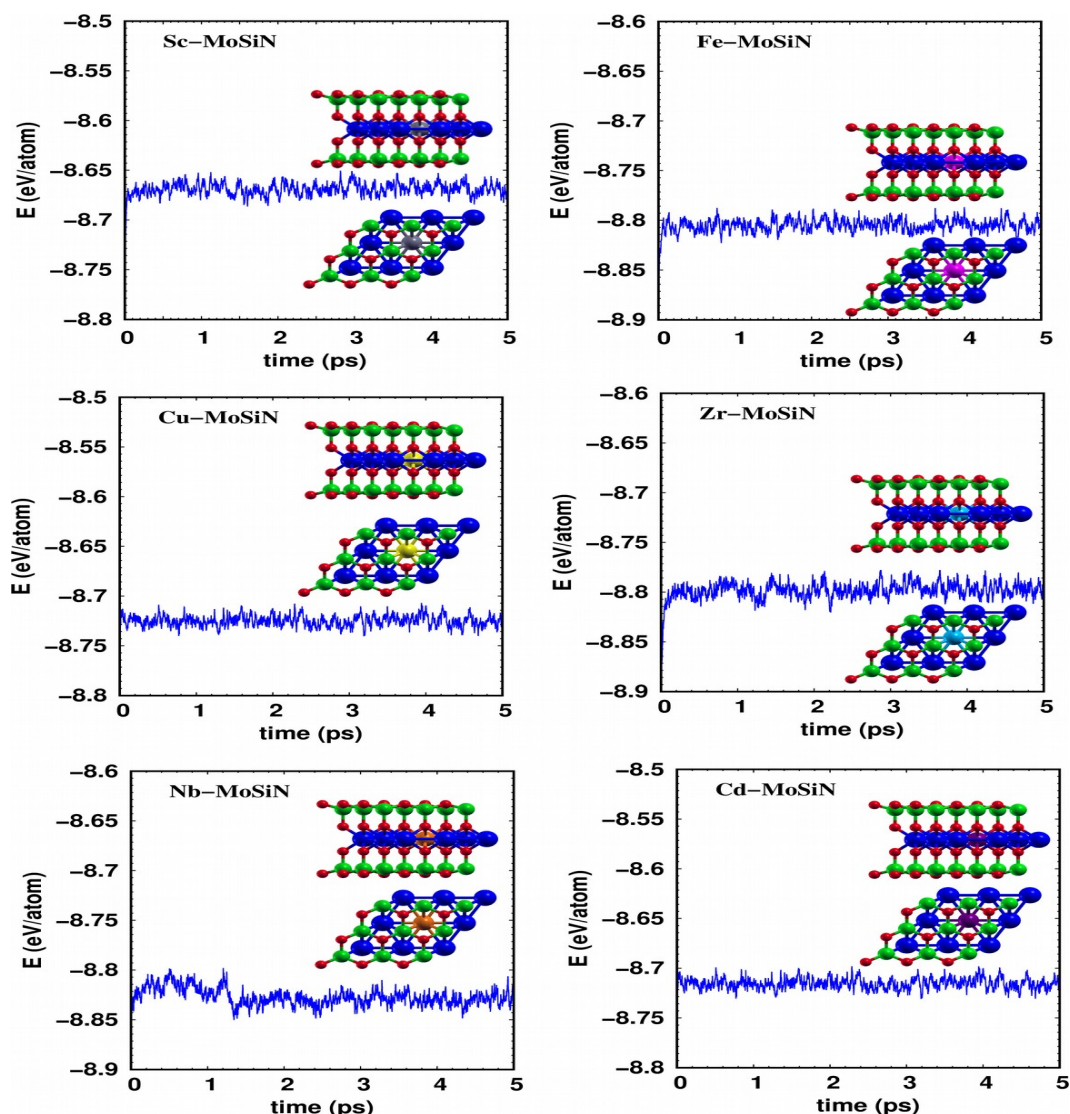 Sc−MoSiN
E (eV/atom)
−8.5
−8.55
−8.6
−8.65
−8.7
−8.75
−8.8
0 1 2 3 4 5
time (ps)
Fe−MoSiN
E (eV/atom)
−8.6
−8.65
−8.7
−8.75
−8.8
−8.85
−8.9
0 1 2 3 4 5
time (ps)
Cu−MoSiN
E (eV/atom)
−8.5
−8.55
−8.6
−8.65
−8.7
−8.75
−8.8
0 1 2 3 4 5
time (ps)
Zr−MoSiN
E (eV/atom)
−8.6
−8.65
−8.7
−8.75
−8.8
−8.85
−8.9
0 1 2 3 4 5
time (ps)
Nb−MoSiN
E (eV/atom)
−8.6
−8.65
−8.7
−8.75
−8.8
−8.85
−8.9
0 1 2 3 4 5
time (ps)
Cd−MoSiN
E (eV/atom)
−8.5
−8.55
−8.6
−8.65
−8.7
−8.75
−8.8
0 1 2 3 4 5
time (ps)